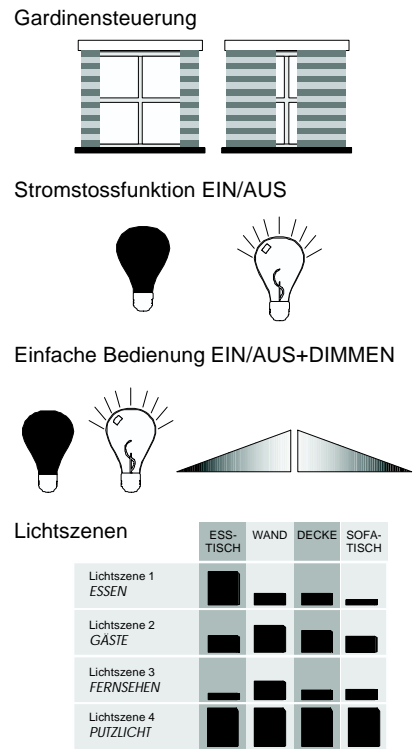 Gardinensteuerung
Stromstossfunktion EIN/AUS
Einfache Bedienung EIN/AUS+DIMMEN
Lichtszenen
ESS- WAND DECKE SOFA-
TISCH TISCH
Lichtszene 1
ESSEN
Lichtszene 2
GÄSTE
Lichtszene 3
FERNSEHEN
Lichtszene 4
PUTZLICHT